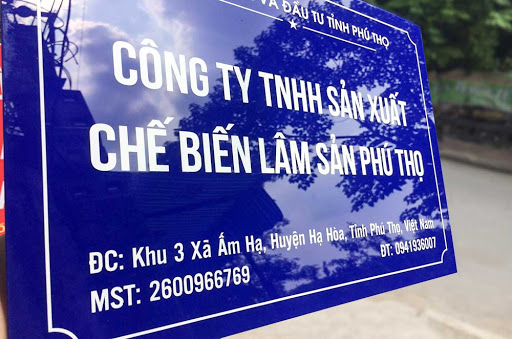 VÀ ĐẦU TƯ TỈNH PHÚ THỌ
CÔNG TY TNHH SẢN XUẤT
CHẾ BIẾN LÂM SẢN PHÚ THỌ
ĐC: Khu 3 Xã Ấm Hạ, Huyện Hạ Hòa, Tỉnh Phú Thọ, Việt Nam
MST: 2600966769
ĐT: 0941936007